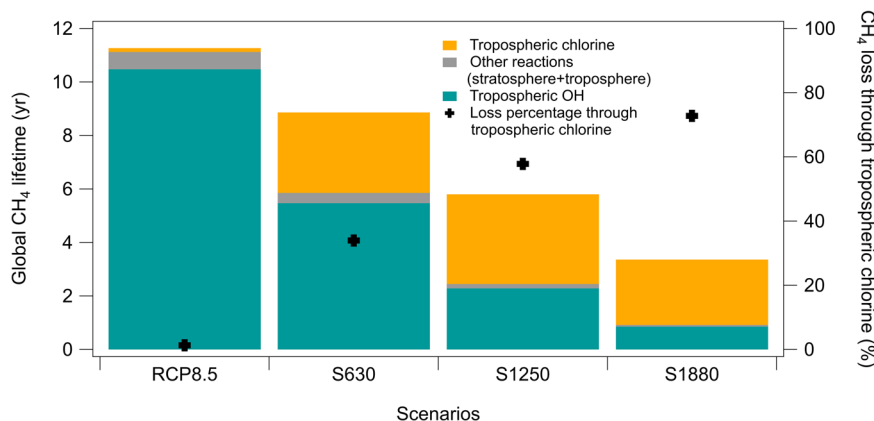 12
10
8
6
4
2
0
Global CH₄ lifetime (yr)
Tropospheric chlorine
Other reactions
(stratosphere+troposphere)
Tropospheric OH
Loss percentage through
tropospheric chlorine
100
80
60
40
20
0
CH₄ loss through tropospheric chlorine (%)
RCP8.5
S630
S1250
S1880
Scenarios